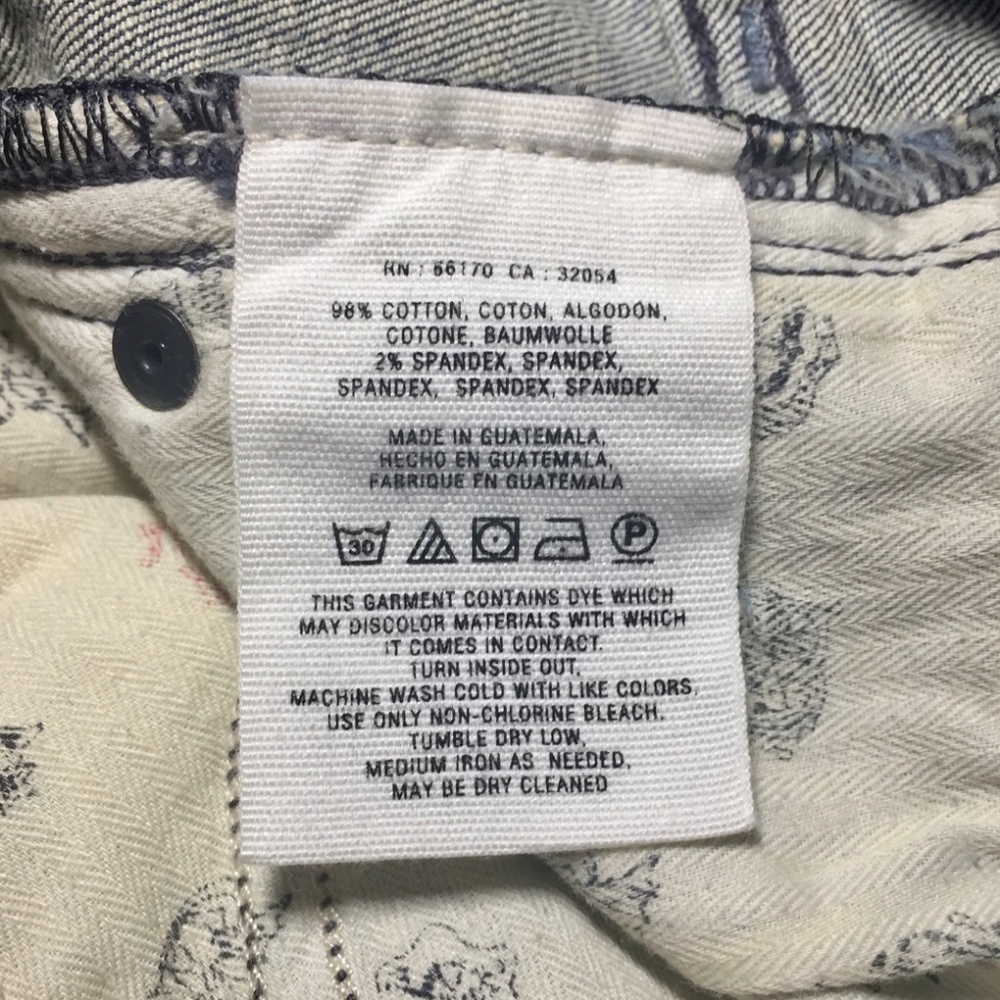 RN : 66170 CA : 32054
98% COTTON, COTON, ALGODON,
COTONE, BAUMWOLLE
2% SPANDEX, SPANDEX,
SPANDEX, SPANDEX, SPANDEX
MADE IN GUATEMALA,
HECHO EN GUATEMALA,
FABRIQUE EN GUATEMALA
30 P
THIS GARMENT CONTAINS DYE WHICH
MAY DISCOLOR MATERIALS WITH WHICH
IT COMES IN CONTACT.
TURN INSIDE OUT,
MACHINE WASH COLD WITH LIKE COLORS,
USE ONLY NON-CHLORINE BLEACH.
TUMBLE DRY LOW,
MEDIUM IRON AS NEEDED,
MAY BE DRY CLEANED